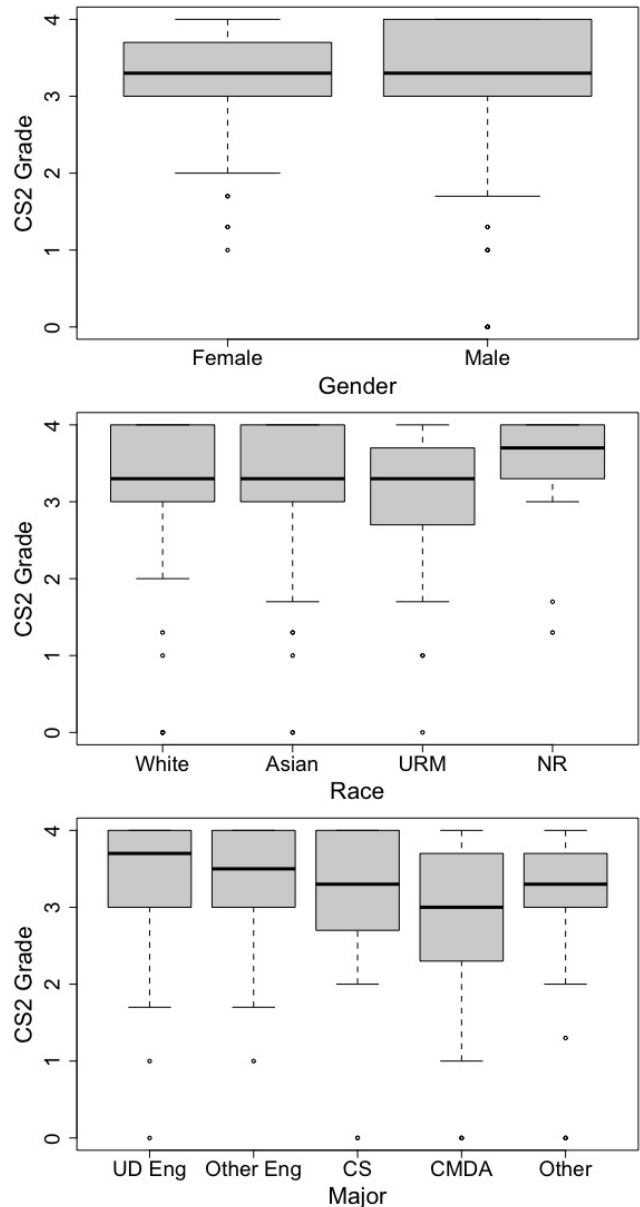 4
3
2
1
0
CS2 Grade
Female Male
Gender
4
3
2
1
0
CS2 Grade
White Asian URM NR
Race
4
3
2
1
0
CS2 Grade
UD Eng Other Eng CS CMDA Other
Major